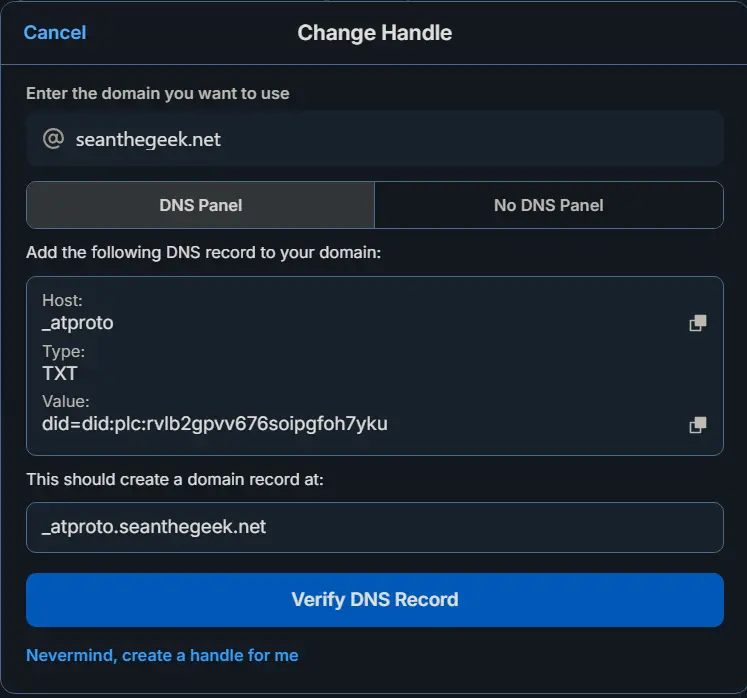 Cancel
Change Handle
Enter the domain you want to use
@ seanthegeek.net
DNS Panel
No DNS Panel
Add the following DNS record to your domain:
Host:
_atproto
Type:
TXT
Value:
did=did:plc:rvlb2gpvv676soipgfoh7yku
This should create a domain record at:
_atproto.seanthegeek.net
Verify DNS Record
Nevermind, create a handle for me